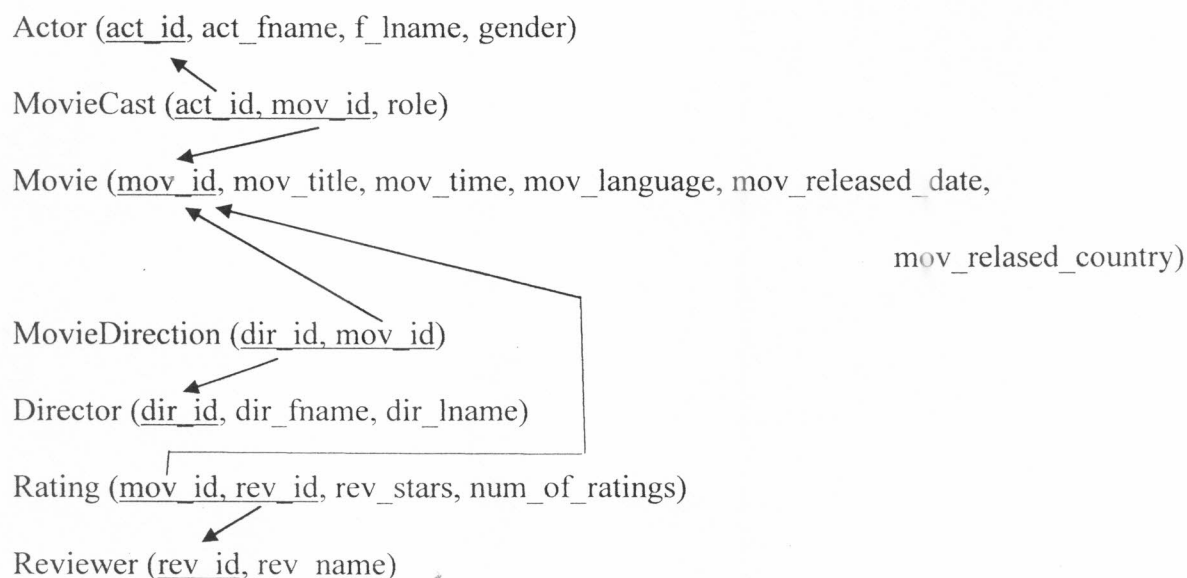 Actor (act_id, act_fname, f_lname, gender)
MovieCast (act_id, mov_id, role)
Movie (mov_id, mov_title, mov_time, mov_language, mov_released_date,
mov_relased_country)
MovieDirection (dir_id, mov_id)
Director (dir_id, dir_fname, dir_lname)
Rating (mov_id, rev_id, rev_stars, num_of_ratings)
Reviewer (rev_id, rev_name)